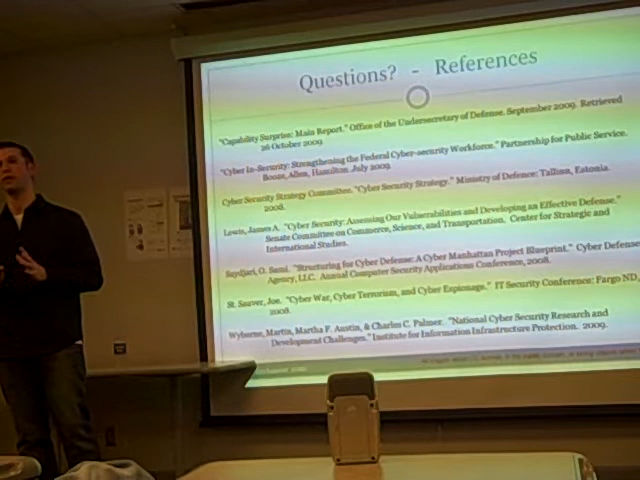 Questions? - References
"Capability Surprise: Main Report." Office of the Undersecretary of Defense. September 2009. Retrieved
26 October 2009.
"Cyber In-Security: Strengthening the Federal Cyber-security Workforce." Partnership for Public Service.
Booze, Allen, Hamilton. July 2009.
Cyber Security Strategy Committee. "Cyber Security Strategy." Ministry of Defence: Tallinn, Estonia.
2008.
Lewis, James A. "Cyber Security: Assessing Our Vulnerabilities and Developing an Effective Defense."
Senate Committee on Commerce, Science, and Transportation. Center for Strategic and
International Studies.
Saydjari, O. Sami. "Structuring for Cyber Defense: A Cyber Manhattan Project Blueprint." Cyber Defense
Agency, LLC. Annual Computer Security Applications Conference, 2008.
St. Sauver, Joe. "Cyber War, Cyber Terrorism, and Cyber Espionage." IT Security Conference: Fargo ND,
2008.
Wybourne, Martin, Martha F. Austin, & Charles C. Palmer. "National Cyber Security Research and
Development Challenges." Institute for Information Infrastructure Protection. 2009.